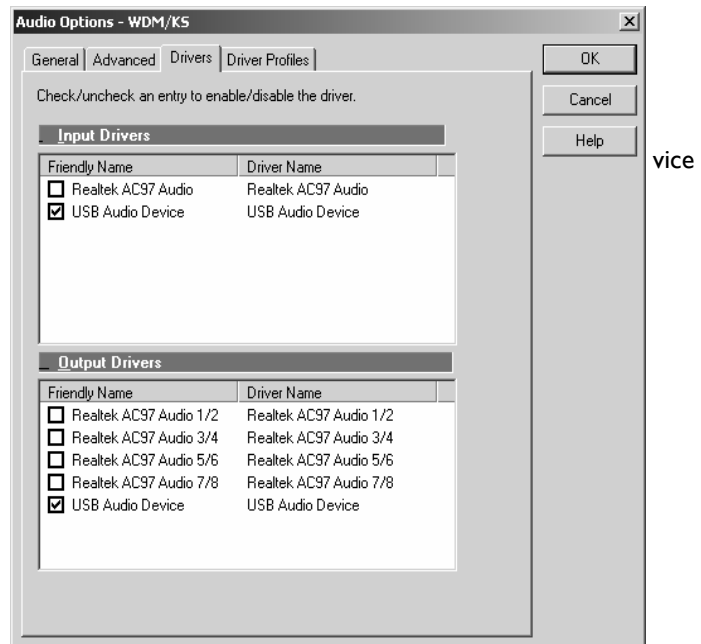 Audio Options - WDM/KS
General Advanced Drivers Driver Profiles
OK
Check/uncheck an entry to enable/disable the driver.
Cancel
Help
Input Drivers
vice
Friendly Name Driver Name
Realtek AC97 Audio Realtek AC97 Audio
USB Audio Device USB Audio Device
Output Drivers
Friendly Name Driver Name
Realtek AC97 Audio 1/2 Realtek AC97 Audio 1/2
Realtek AC97 Audio 3/4 Realtek AC97 Audio 3/4
Realtek AC97 Audio 5/6 Realtek AC97 Audio 5/6
Realtek AC97 Audio 7/8 Realtek AC97 Audio 7/8
USB Audio Device USB Audio Device